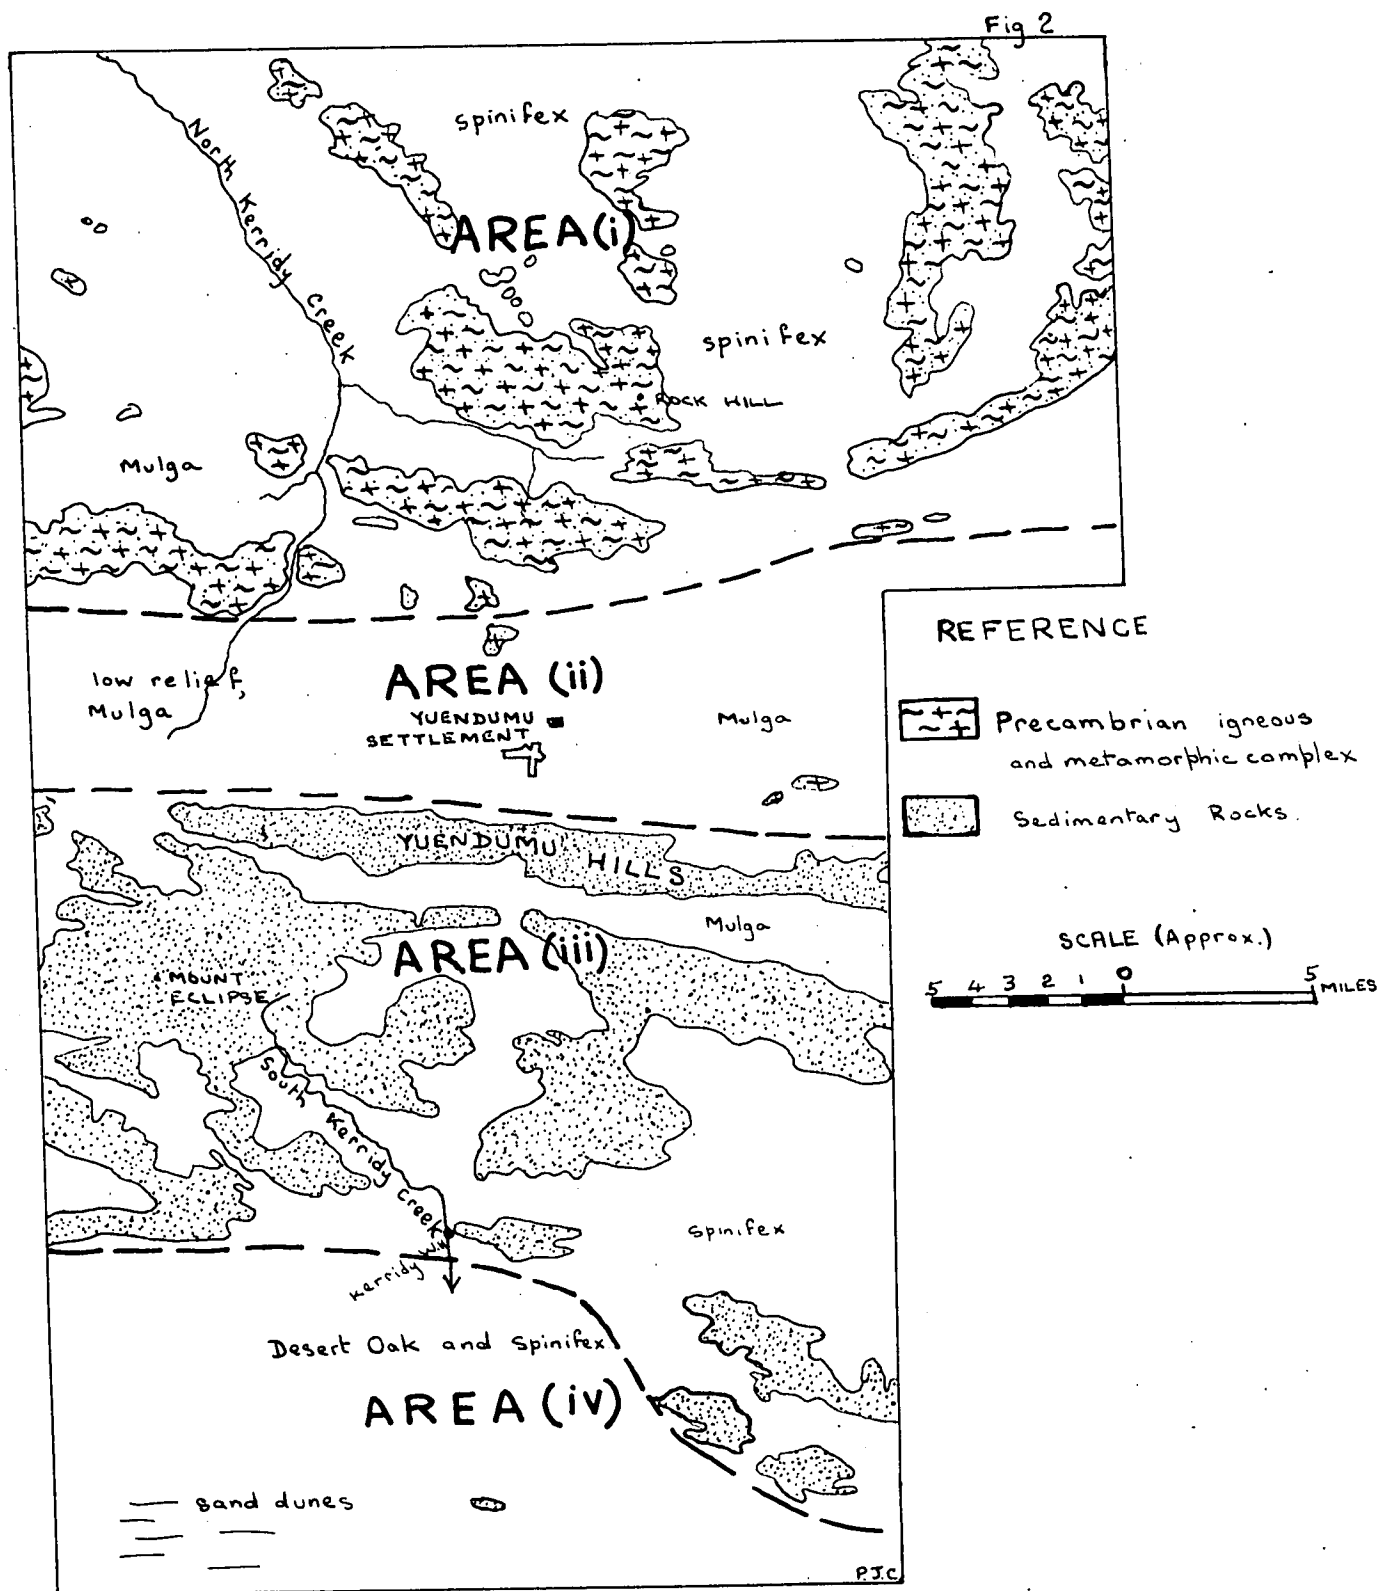 Fig 2
North Kerridy Creek
spinifex
AREA (i)
spinifex
ROCK HILL
Mulga
low relief,
Mulga
AREA (ii)
YUENDUMU
SETTLEMENT
Mulga
REFERENCE
Precambrian igneous
and metamorphic complex
Sedimentary Rocks.
YUENDUMU HILLS
Mulga
AREA (iii)
MOUNT
ECLIPSE
SCALE (Approx.)
5 4 3 2 1 0 5 MILES
South Kerridy Creek
Spinifex
Kerridy
Desert Oak and Spinifex
AREA (iv)
sand dunes
P.J.C.